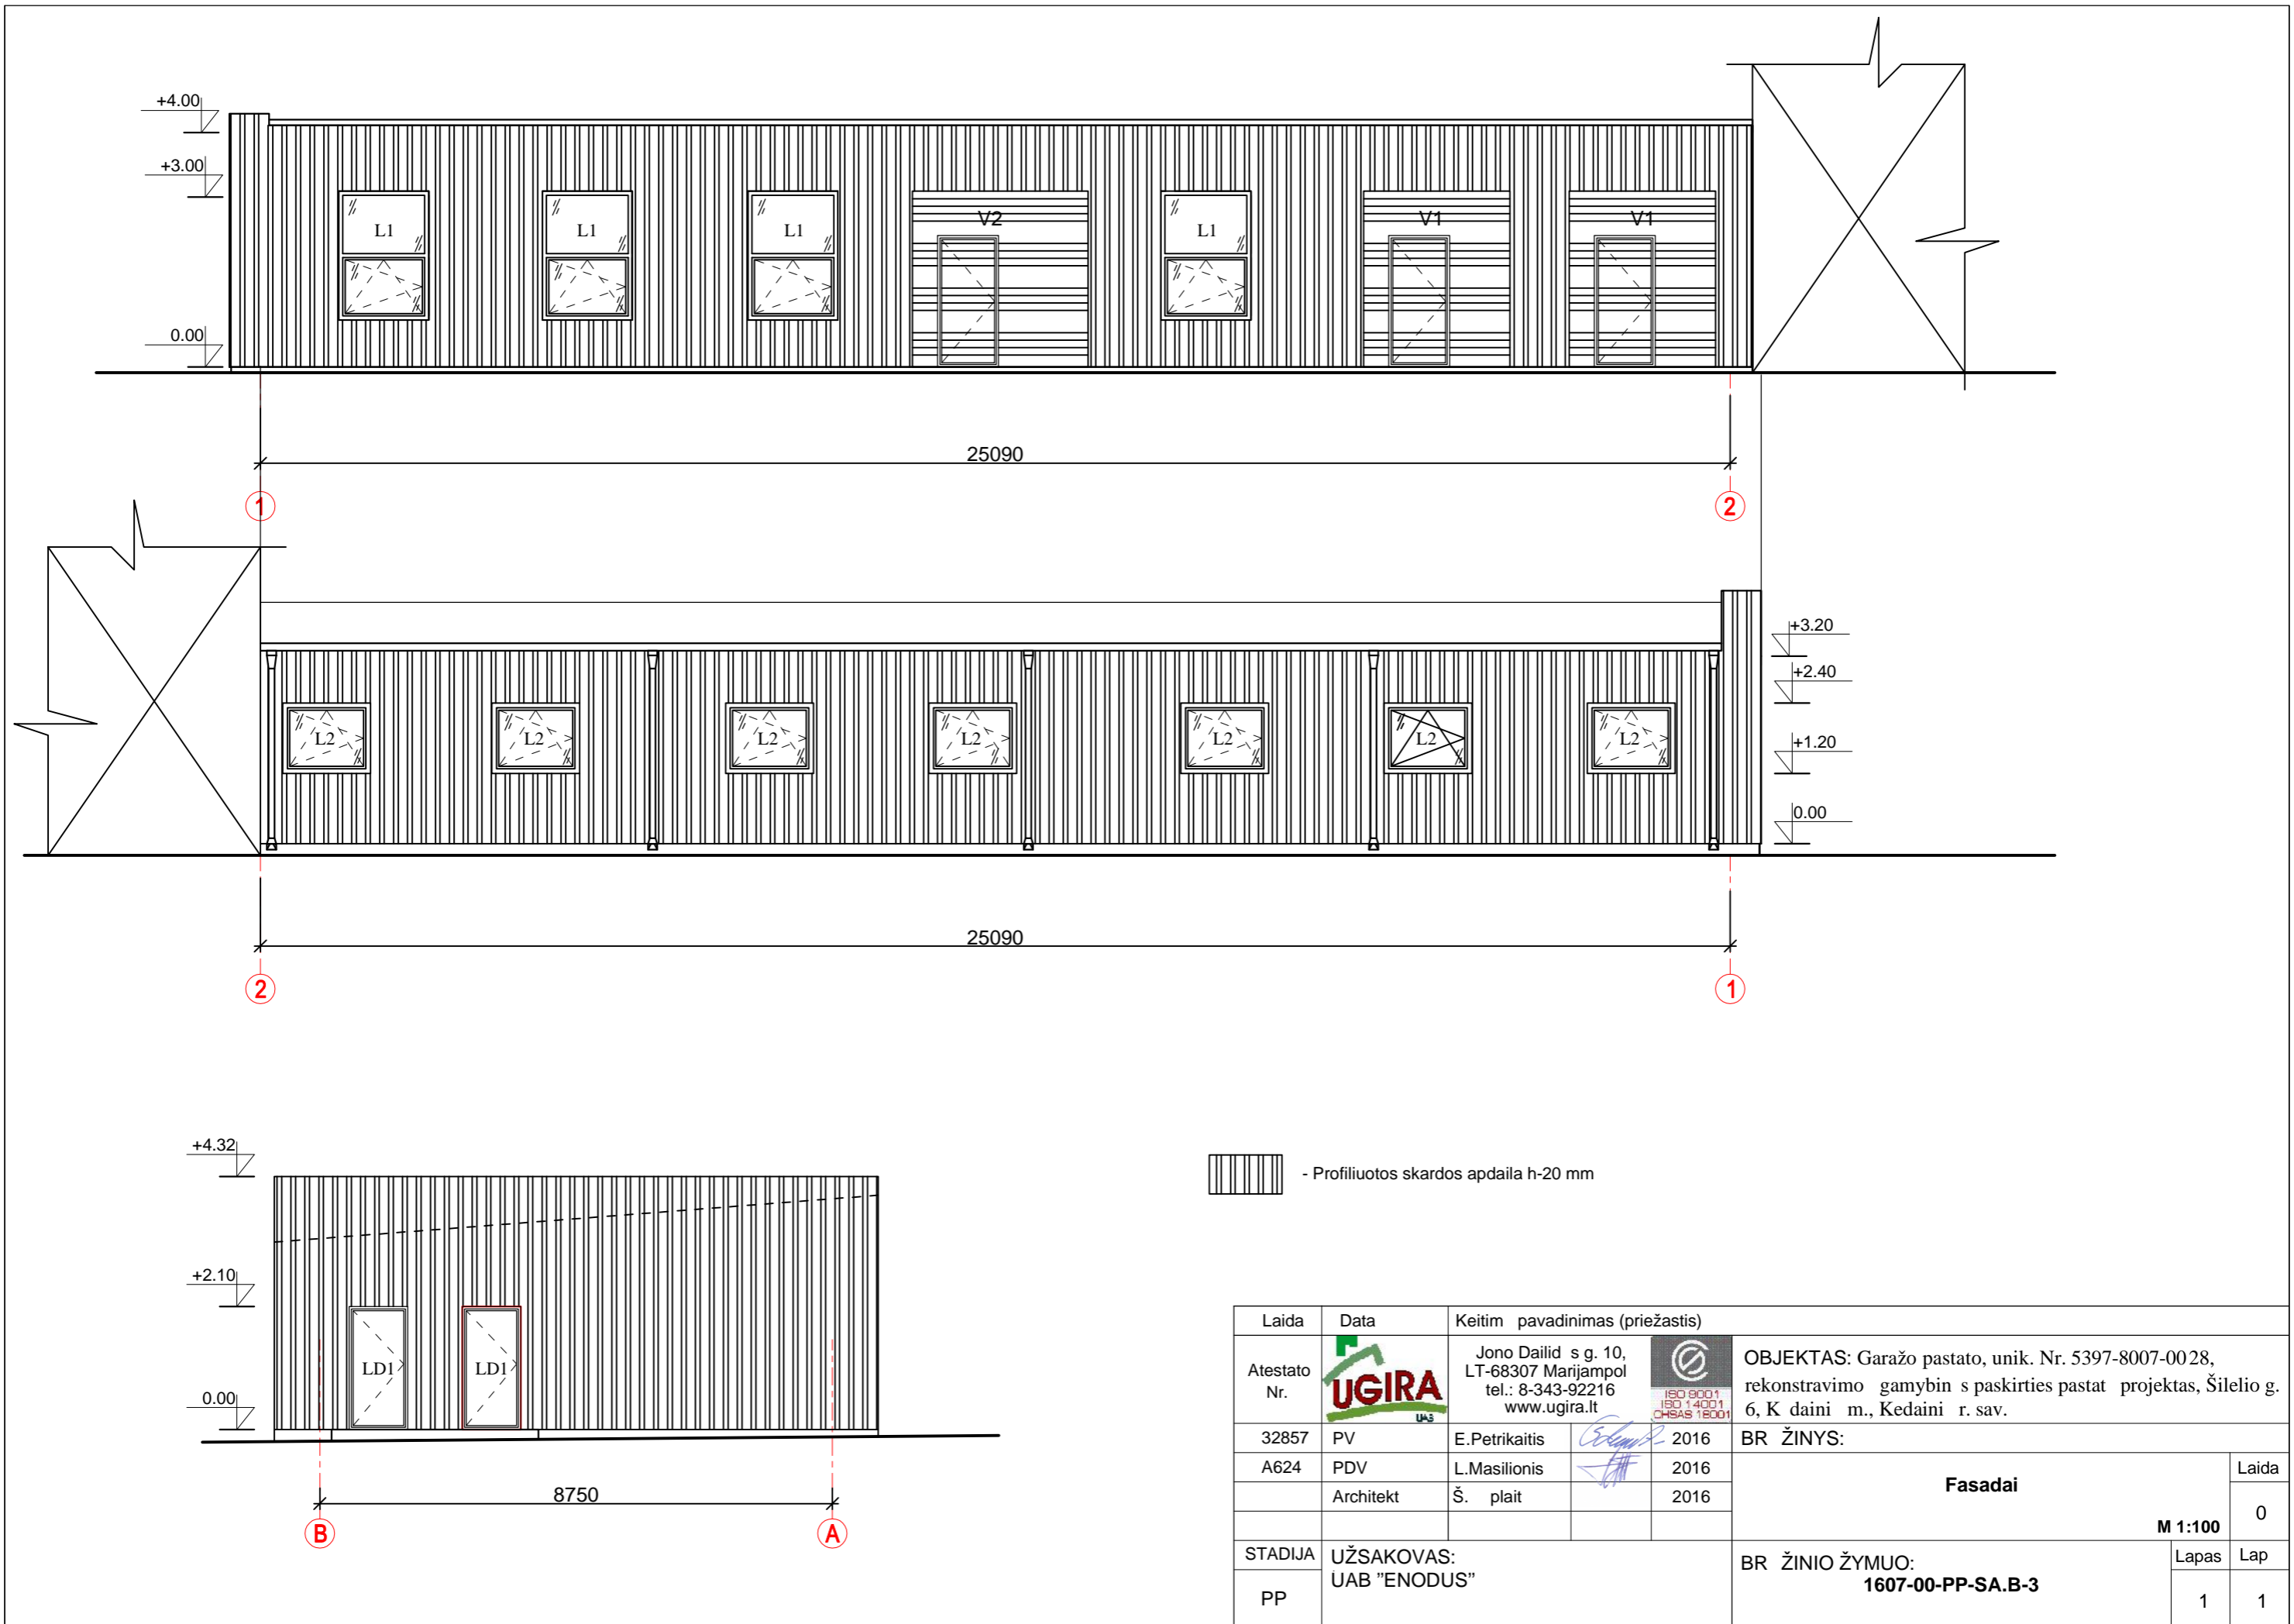 +4.00
+3.00
0.00
L1 L1 L1 V2 L1 V1 V1
25090
1 2
+3.20
+2.40
+1.20
0.00
L2 L2 L2 L2 L2 L2 L2
25090
2 1
+4.32
+2.10
0.00
LD1 LD1
8750
B A
- Profiliuotos skardos apdaila h-20 mm
Laida Data Keitim pavadinimas (priežastis)
Atestato
Nr.
UGIRA
UAB
Jono Dailid s g. 10,
LT-68307 Marijampol
tel.: 8-343-92216
www.ugira.lt
ISO 9001
ISO 14001
OHSAS 18001
OBJEKTAS: Garažo pastato, unik. Nr. 5397-8007-0028,
rekonstravimo gamybin s paskirties pastat projektas, Šilelio g.
6, K daini m., Kedaini r. sav.
32857 PV E.Petrikaitis 2016
A624 PDV L.Masilionis 2016
Architekt Š. plait 2016
BR ŽINYS:
Fasadai
M 1:100
Laida
0
STADIJA
PP
UŽSAKOVAS:
UAB ”ENODUS”
BR ŽINIO ŽYMUO:
1607-00-PP-SA.B-3
Lapas Lap
1 1